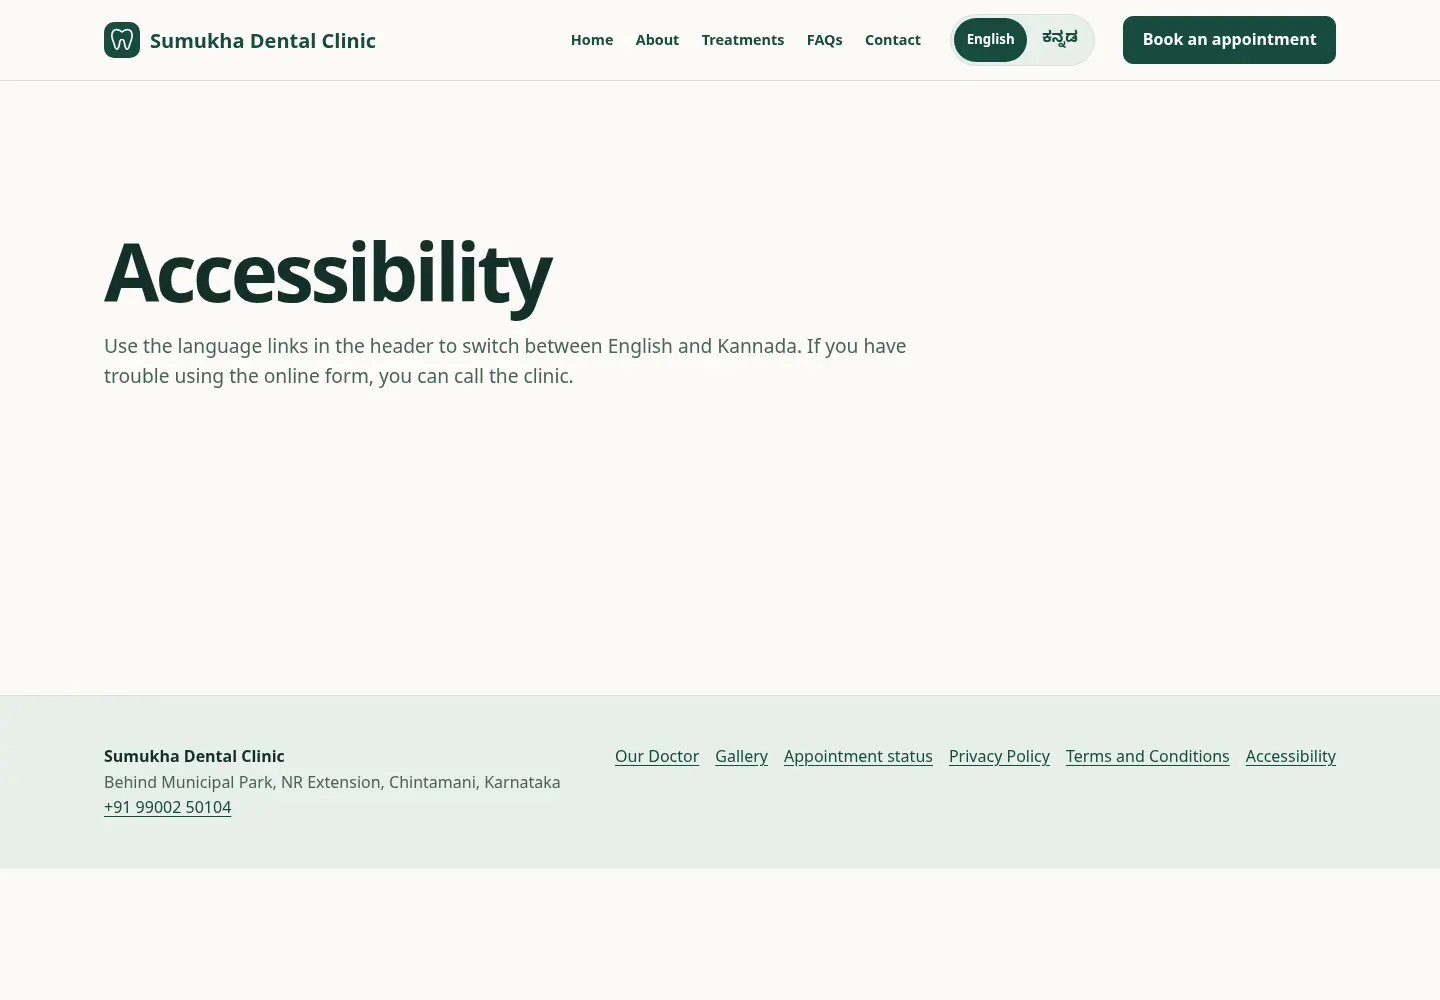 Sumukha Dental Clinic
Home
About
Treatments
FAQs
Contact
English
ಕನ್ನಡ
Book an appointment
Accessibility
Use the language links in the header to switch between English and Kannada. If you have
trouble using the online form, you can call the clinic.
Sumukha Dental Clinic
Behind Municipal Park, NR Extension, Chintamani, Karnataka
+91 99002 50104
Our Doctor
Gallery
Appointment status
Privacy Policy
Terms and Conditions
Accessibility